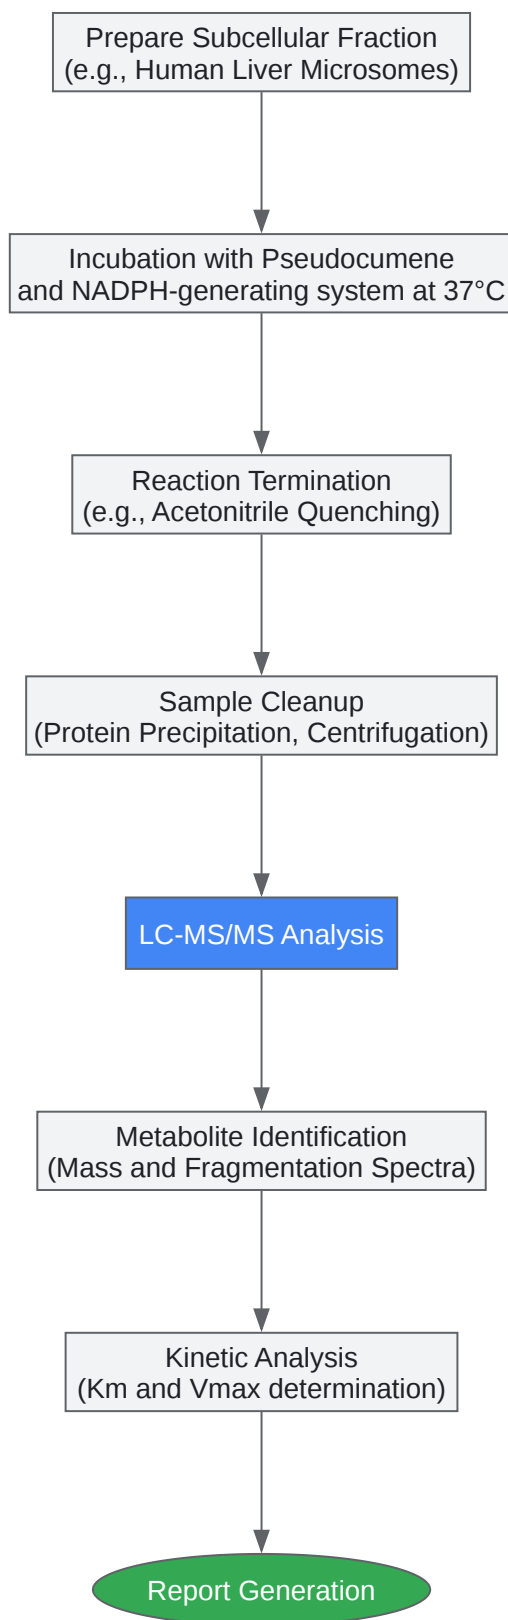 Prepare Subcellular Fraction
(e.g., Human Liver Microsomes)
Incubation with Pseudocumene
and NADPH-generating system at 37°C
Reaction Termination
(e.g., Acetonitrile Quenching)
Sample Cleanup
(Protein Precipitation, Centrifugation)
LC-MS/MS Analysis
Metabolite Identification
(Mass and Fragmentation Spectra)
Kinetic Analysis
(Km and Vmax determination)
Report Generation